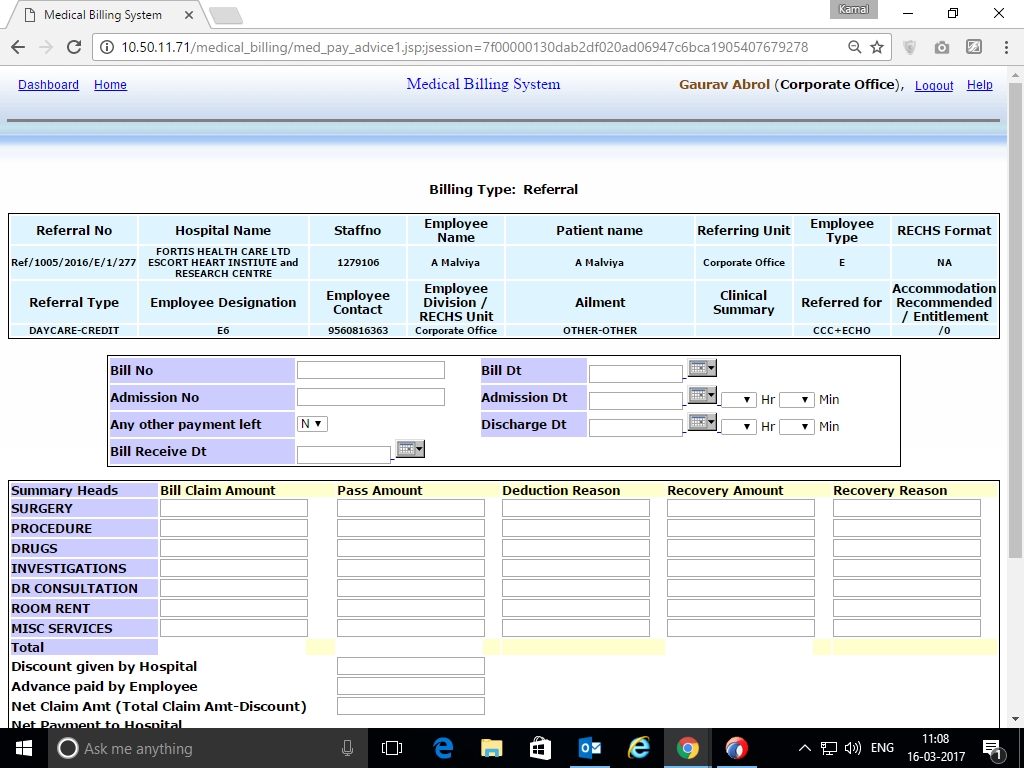 Medical Billing System
Kamal
10.50.11.71/medical_billing/med_pay_advice1.jsp;jsession=7f00000130dab2df020ad06947c6bca1905407679278
Dashboard Home Medical Billing System Gaurav Abrol (Corporate Office), Logout Help
Billing Type: Referral
Referral No Hospital Name Staffno Employee Name Patient name Referring Unit Employee Type RECHS Format
Ref/1005/2016/E/1/277 FORTIS HEALTH CARE LTD ESCORT HEART INSTIUTE and RESEARCH CENTRE 1279106 A Malviya A Malviya Corporate Office E NA
Referral Type Employee Designation Employee Contact Employee Division / RECHS Unit Ailment Clinical Summary Referred for Accommodation Recommended / Entitlement
DAYCARE-CREDIT E6 9560816363 Corporate Office OTHER-OTHER CCC+ECHO /0
Bill No Bill Dt
Admission No Admission Dt Hr Min
Any other payment left N Discharge Dt Hr Min
Bill Receive Dt
Summary Heads Bill Claim Amount Pass Amount Deduction Reason Recovery Amount Recovery Reason
SURGERY
PROCEDURE
DRUGS
INVESTIGATIONS
DR CONSULTATION
ROOM RENT
MISC SERVICES
Total
Discount given by Hospital
Advance paid by Employee
Net Claim Amt (Total Claim Amt-Discount)
Net Payment to Hospital
Ask me anything
ENG
11:08
16-03-2017
1